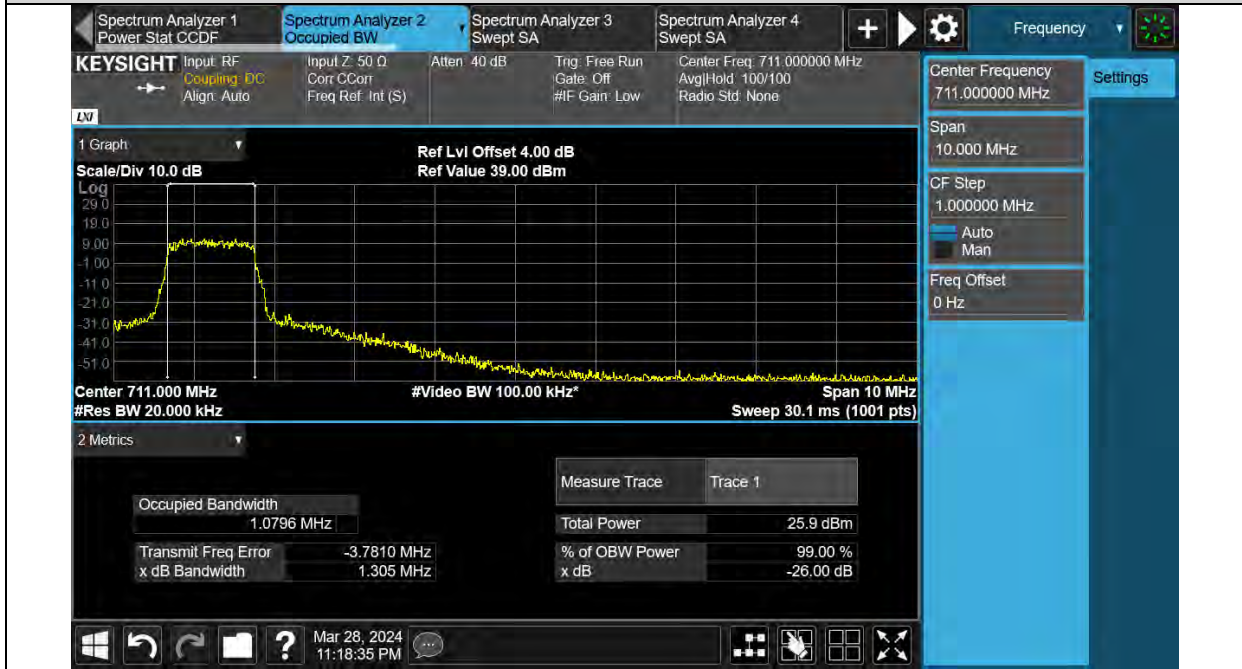 Spectrum Analyzer 1
Power Stat CCDF
Spectrum Analyzer 2
Occupied BW
Spectrum Analyzer 3
Swept SA
Spectrum Analyzer 4
Swept SA
+
Frequency
KEYSIGHT
Input: RF
Coupling: DC
Align: Auto
Input Z: 50 Ω
Corr CCorr
Freq Ref: Int (S)
Atten: 40 dB
Trig: Free Run
Gate: Off
#IF Gain: Low
Center Freq: 711.000000 MHz
Avg|Hold: 100/100
Radio Std: None
LXI
Center Frequency
711.000000 MHz
Settings
Span
10.000 MHz
CF Step
1.000000 MHz
Auto
Man
Freq Offset
0 Hz
1 Graph
Scale/Div 10.0 dB
Ref Lvl Offset 4.00 dB
Ref Value 39.00 dBm
Log
29.0
19.0
9.00
-1.00
-11.0
-21.0
-31.0
-41.0
-51.0
Center 711.000 MHz
#Video BW 100.00 kHz*
Span 10 MHz
#Res BW 20.000 kHz
Sweep 30.1 ms (1001 pts)
2 Metrics
Measure Trace Trace 1
Occupied Bandwidth
1.0796 MHz
Total Power 25.9 dBm
Transmit Freq Error -3.7810 MHz
% of OBW Power 99.00 %
x dB Bandwidth 1.305 MHz
x dB -26.00 dB
?
Mar 28, 2024
11:18:35 PM